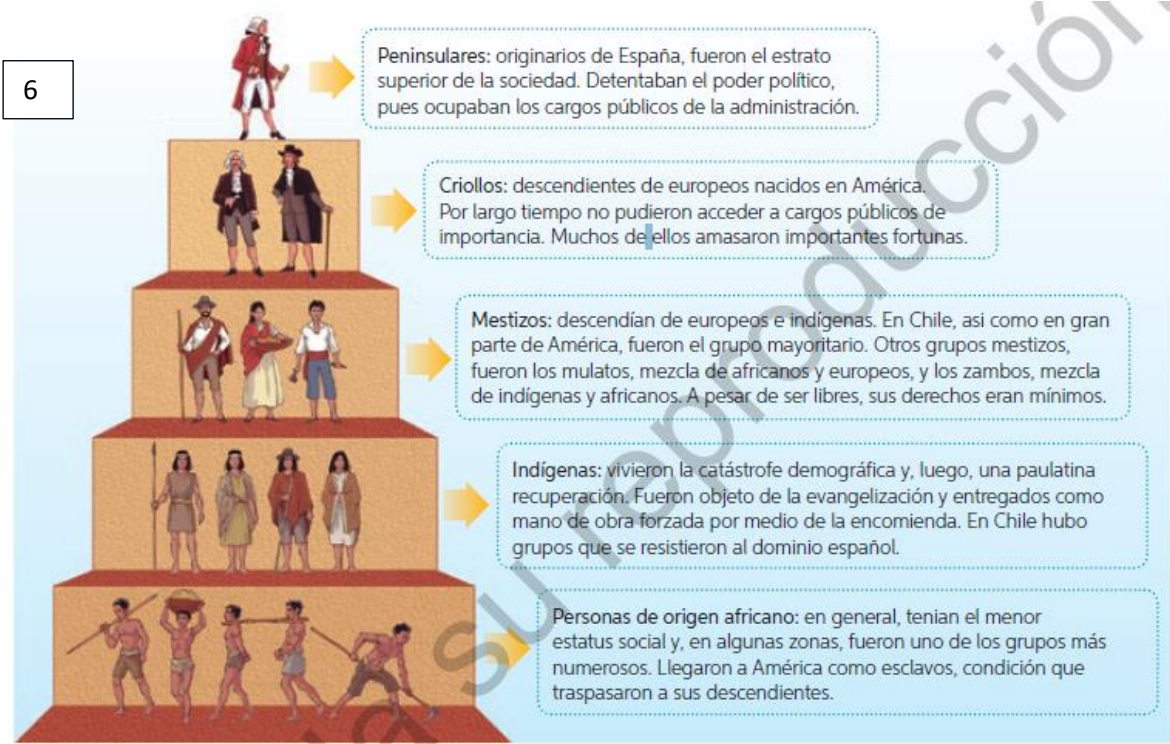 6
Peninsulares: originarios de España, fueron el estrato
superior de la sociedad. Detentaban el poder político,
pues ocupaban los cargos públicos de la administración.
Criollos: descendientes de europeos nacidos en América.
Por largo tiempo no pudieron acceder a cargos públicos de
importancia. Muchos de ellos amasaron importantes fortunas.
Mestizos: descendían de europeos e indígenas. En Chile, asi como en gran
parte de América, fueron el grupo mayoritario. Otros grupos mestizos,
fueron los mulatos, mezcla de africanos y europeos, y los zambos, mezcla
de indígenas y africanos. A pesar de ser libres, sus derechos eran mínimos.
Indígenas: vivieron la catástrofe demográfica y, luego, una paulatina
recuperación. Fueron objeto de la evangelización y entregados como
mano de obra forzada por medio de la encomienda. En Chile hubo
grupos que se resistieron al dominio español.
Personas de origen africano: en general, tenian el menor
estatus social y, en algunas zonas, fueron uno de los grupos más
numerosos. Llegaron a América como esclavos, condición que
traspasaron a sus descendientes.
su reproducción